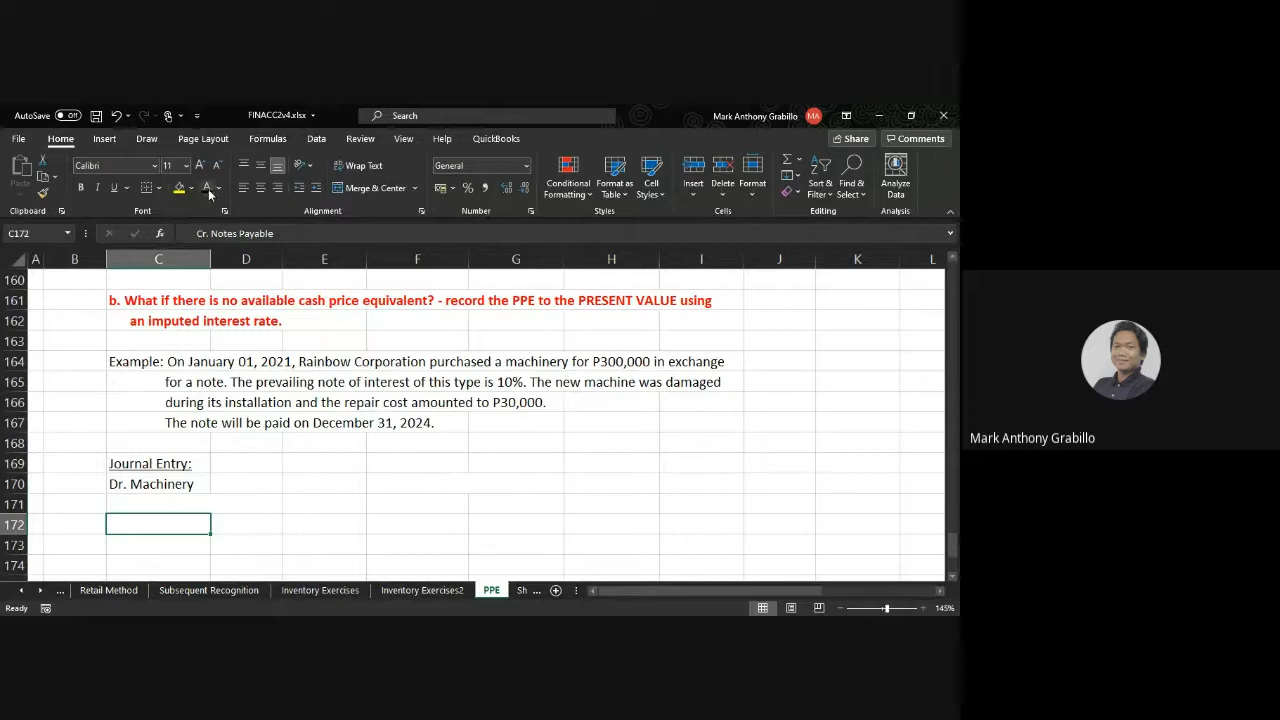 AutoSave Off FINACC2v4.xlsx Search Mark Anthony Grabillo MA
File Home Insert Draw Page Layout Formulas Data Review View Help QuickBooks Share Comments
Paste Calibri 11 A A Wrap Text General Conditional Formatting Format as Table Cell Styles Insert Delete Format Sort & Filter Find & Select Analyze Data
B I U A Merge & Center % ,
Clipboard Font Alignment Number Styles Cells Editing Analysis
C172 fx Cr. Notes Payable
A B C D E F G H I J K L
160
161 b. What if there is no available cash price equivalent? - record the PPE to the PRESENT VALUE using
162 an imputed interest rate.
163
164 Example: On January 01, 2021, Rainbow Corporation purchased a machinery for P300,000 in exchange
165 for a note. The prevailing note of interest of this type is 10%. The new machine was damaged
166 during its installation and the repair cost amounted to P30,000.
167 The note will be paid on December 31, 2024.
168
169 Journal Entry:
170 Dr. Machinery
171
172
173
174
... Retail Method Subsequent Recognition Inventory Exercises Inventory Exercises2 PPE Sh ...
Ready 145%
Mark Anthony Grabillo